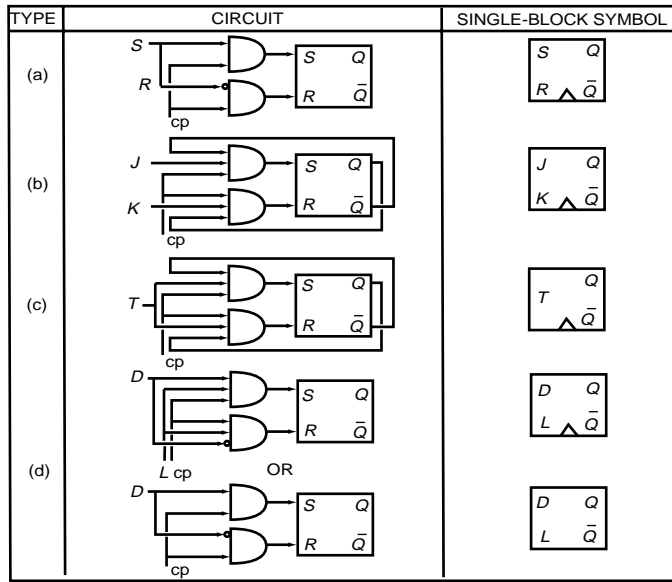 TYPE CIRCUIT SINGLE-BLOCK SYMBOL
(a)
S
R
cp
S Q
R Q̅
S Q
R Q̅
(b)
J
K
cp
S Q
R Q̅
J Q
K Q̅
(c)
T
cp
S Q
R Q̅
Q
T
Q̅
(d)
D
L cp
S Q
R Q̅
D Q
L Q̅
OR
D
cp
S Q
R Q̅
D Q
L Q̅